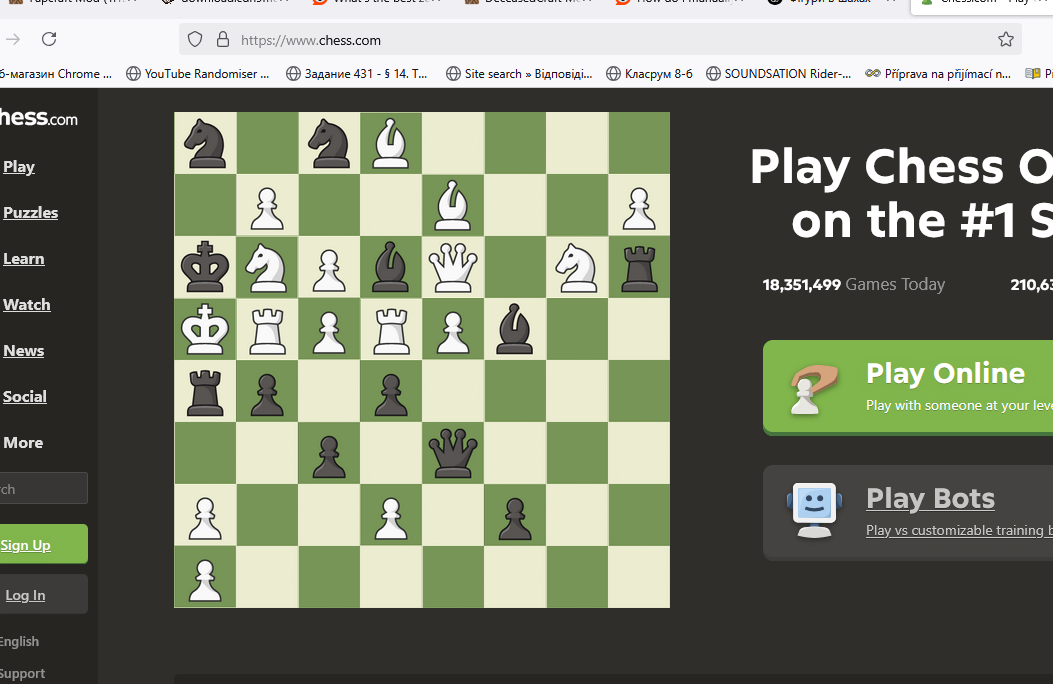 https://www.chess.com
б-магазин Chrome ... YouTube Randomiser ... Задание 431 - § 14. Т... Site search » Відповіді... Класрум 8-б SOUNDSATION Rider-... Příprava na přijímací n...
hess.com
Play
Puzzles
Learn
Watch
News
Social
More
rch
Sign Up
Log In
English
Support
Play Chess O
on the #1 S
18,351,499 Games Today 210,63
Play Online
Play with someone at your leve
Play Bots
Play vs customizable training b